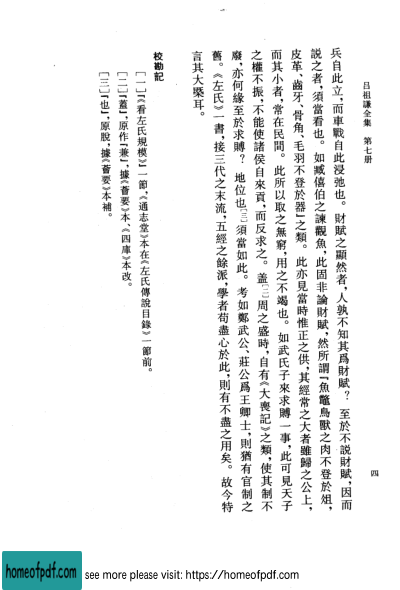 吕祖謙全集　第七册
四
兵自此立，而車戰自此浸弛也。財賦之顯然者，人孰不知其爲財賦？至於不説財賦，因而
説之者，須當看也。如臧僖伯之諫觀魚，此固非論財賦，然所謂「魚鼈鳥獸之肉不登於俎，
皮革、齒牙、骨角、毛羽不登於器」之類。此亦見當時惟正之供，其經常之大者雖歸之公上，
而其小者，常在民間。此所以取之無窮，用之不竭也。如武氏子來求賻一事，此可見天子
之權不振，不能使諸侯自來貢，而反求之。蓋〔二〕周之盛時，自有《大喪記》之類，使其制不
廢，亦何緣至於求賻？地位也〔三〕須當如此。考如鄭武公、莊公爲王卿士，則猶有官制之
舊。《左氏》一書，接三代之末流，五經之餘派，學者苟盡心於此，則有不盡之用矣。故今特
言其大槩耳。
校勘記
〔一〕「《看左氏規模》」一節，《通志堂》本在《左氏傳説目錄》一節前。
〔二〕「蓋」，原作「兼」，據《薈要》本、《四庫》本改。
〔三〕「也」，原脱，據《薈要》本補。
homeofpdf.com
see more please visit: https://homeofpdf.com